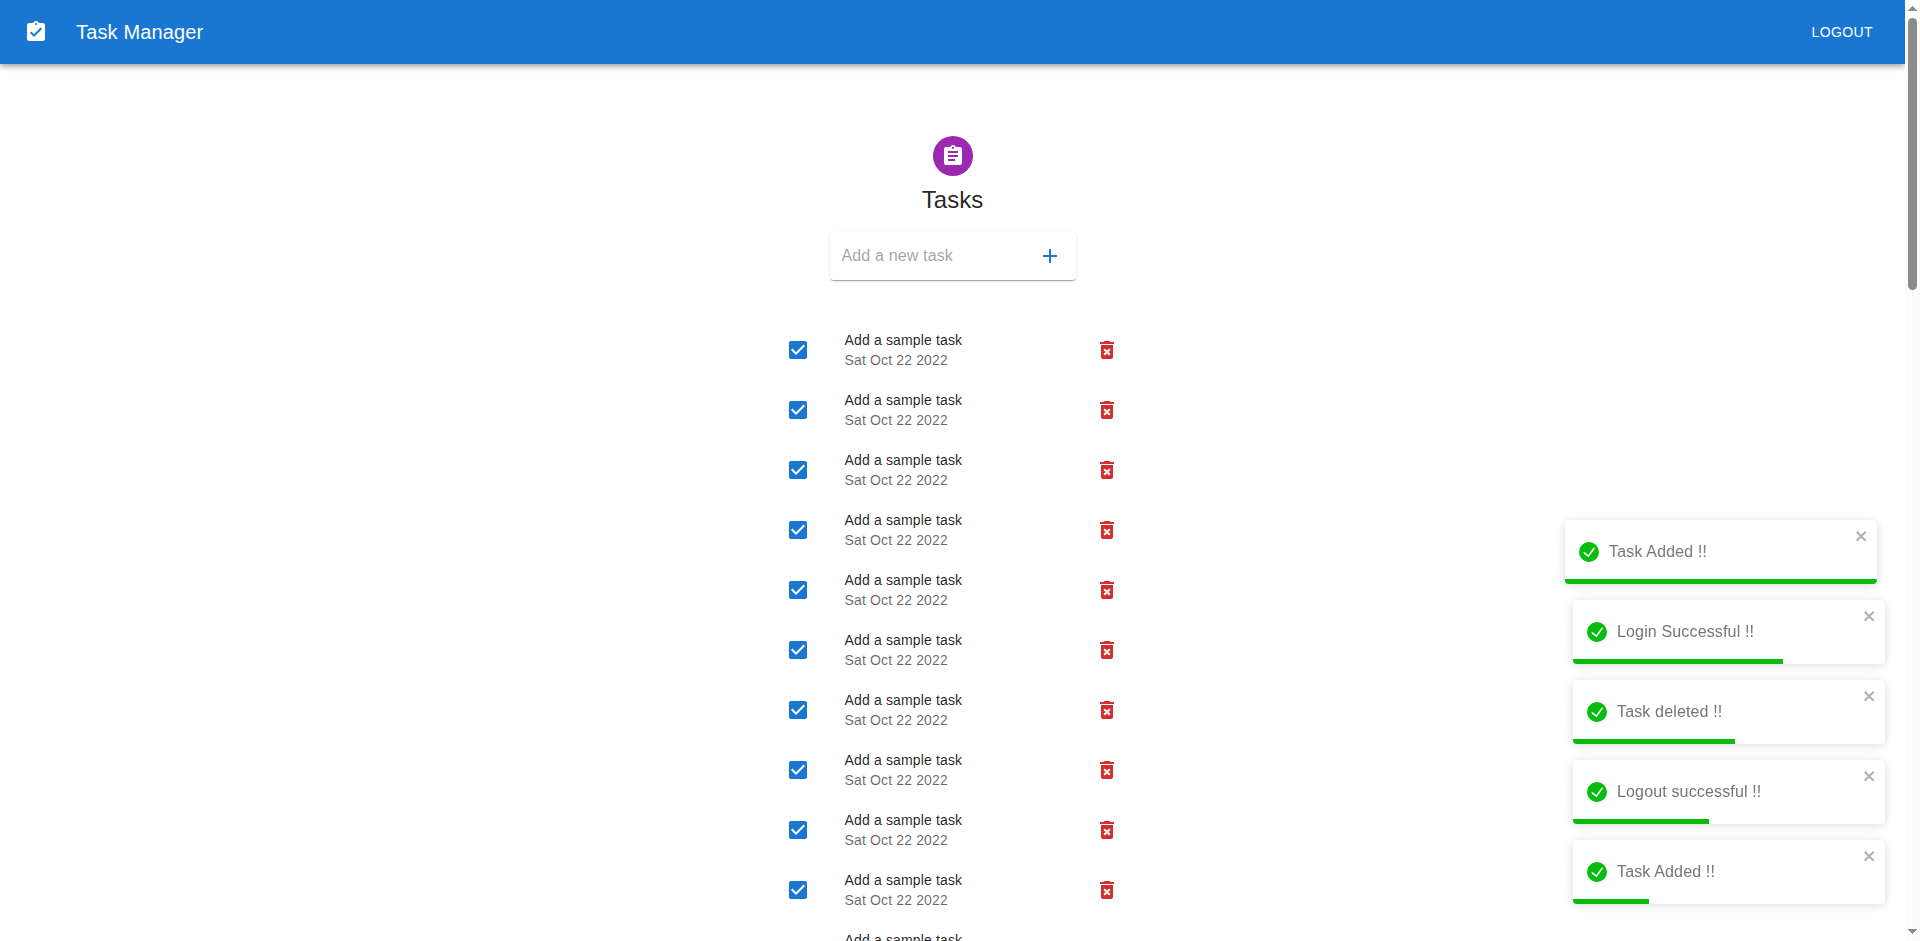 Task Manager
LOGOUT
Tasks
Add a new task
Add a sample task
Sat Oct 22 2022
Add a sample task
Sat Oct 22 2022
Add a sample task
Sat Oct 22 2022
Add a sample task
Sat Oct 22 2022
Add a sample task
Sat Oct 22 2022
Add a sample task
Sat Oct 22 2022
Add a sample task
Sat Oct 22 2022
Add a sample task
Sat Oct 22 2022
Add a sample task
Sat Oct 22 2022
Add a sample task
Sat Oct 22 2022
Add a sample task
Task Added !!
Login Successful !!
Task deleted !!
Logout successful !!
Task Added !!